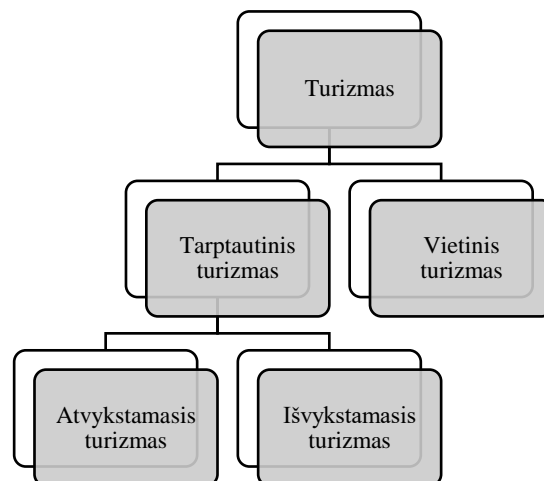 Turizmas
Tarptautinis
turizmas
Vietinis
turizmas
Atvykstamasis
turizmas
Išvykstamasis
turizmas